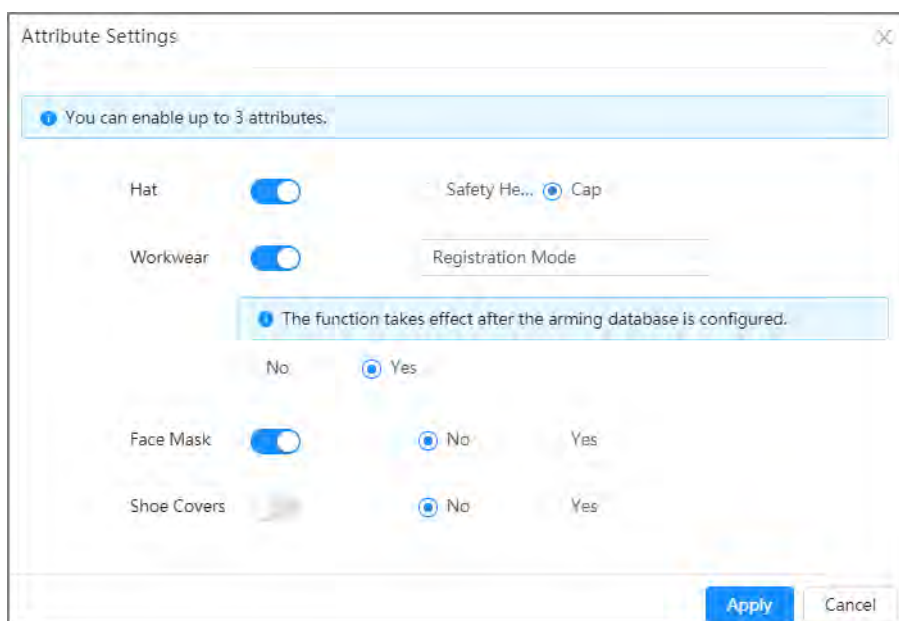 Attribute Settings
You can enable up to 3 attributes.
Hat Safety He... Cap
Workwear Registration Mode
The function takes effect after the arming database is configured.
No Yes
Face Mask No Yes
Shoe Covers No Yes
Apply Cancel